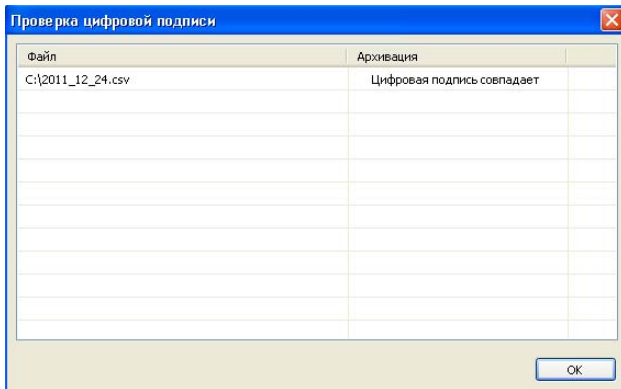 Проверка цифровой подписи
Файл Архивация
C:\2011_12_24.csv Цифровая подпись совпадает
OK